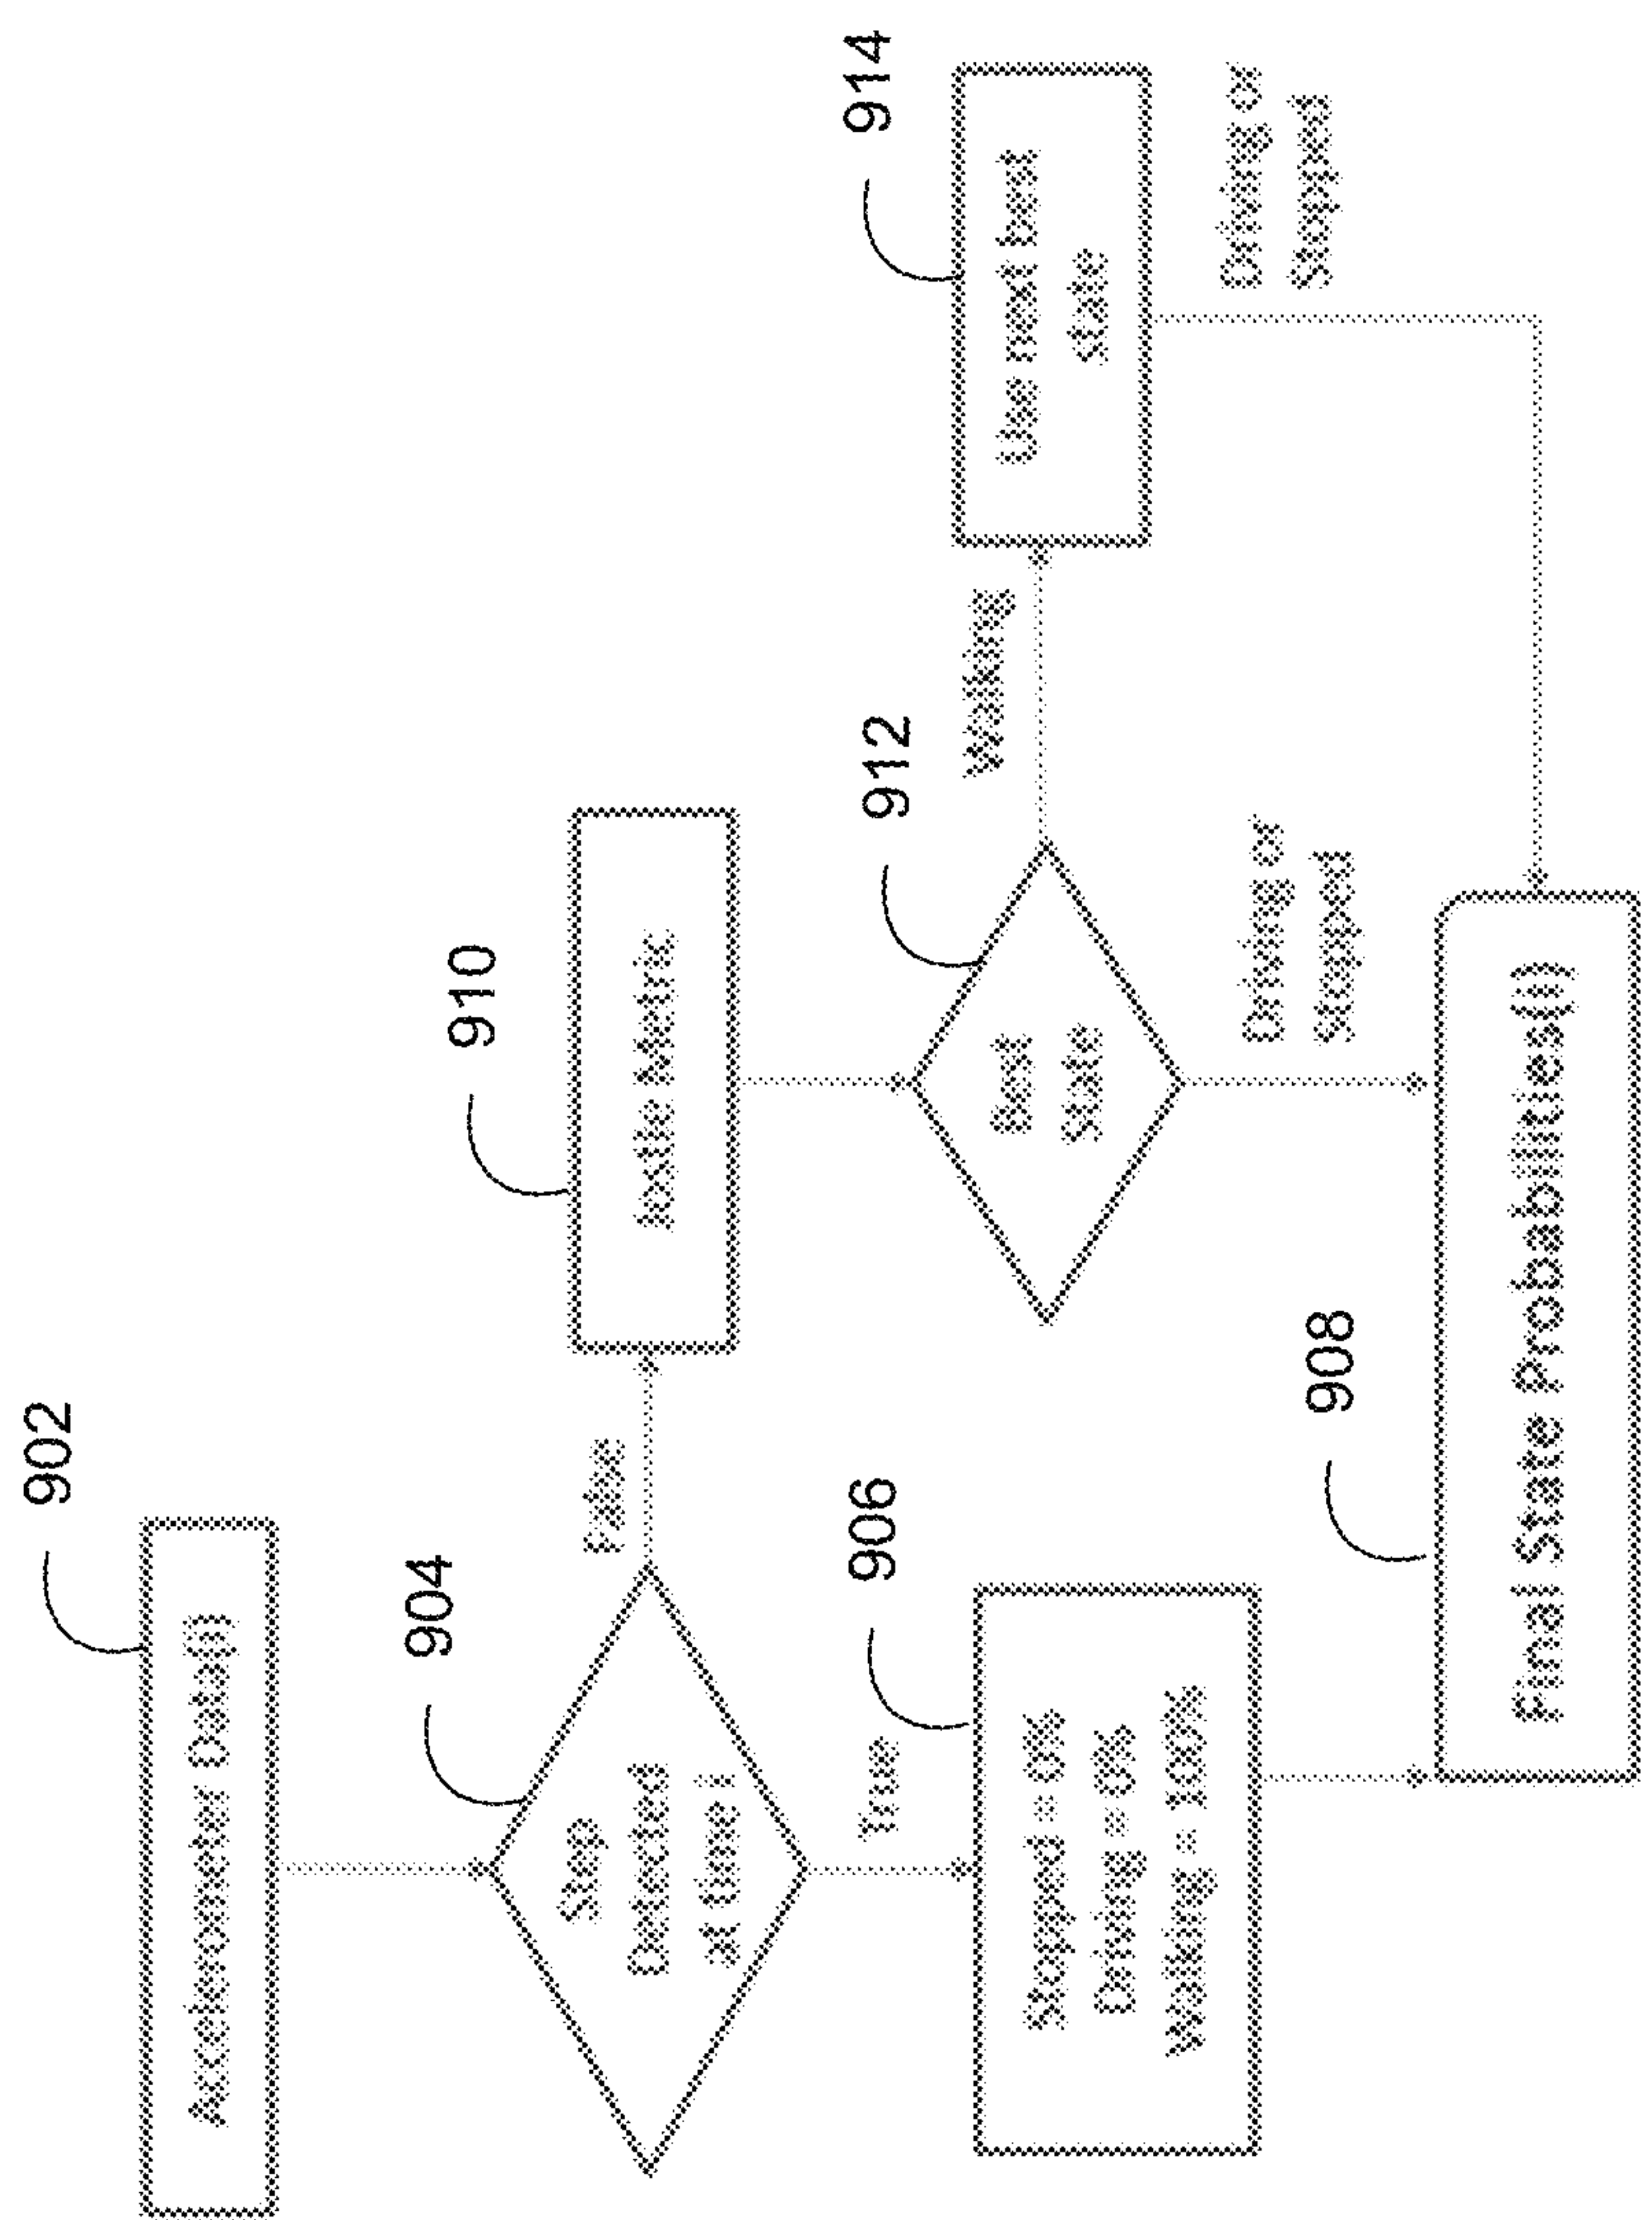 902
Accelerometer Data(i)
904
Step
Detected
at time i
False
910
Jostle Metric
True
906
Stopped = 0%
Driving = 0%
Walking = 100%
912
Best
State
Walking
914
Use next best
state
Driving or
Stopped
Driving or
Stopped
908
Final State Probabilities(i)